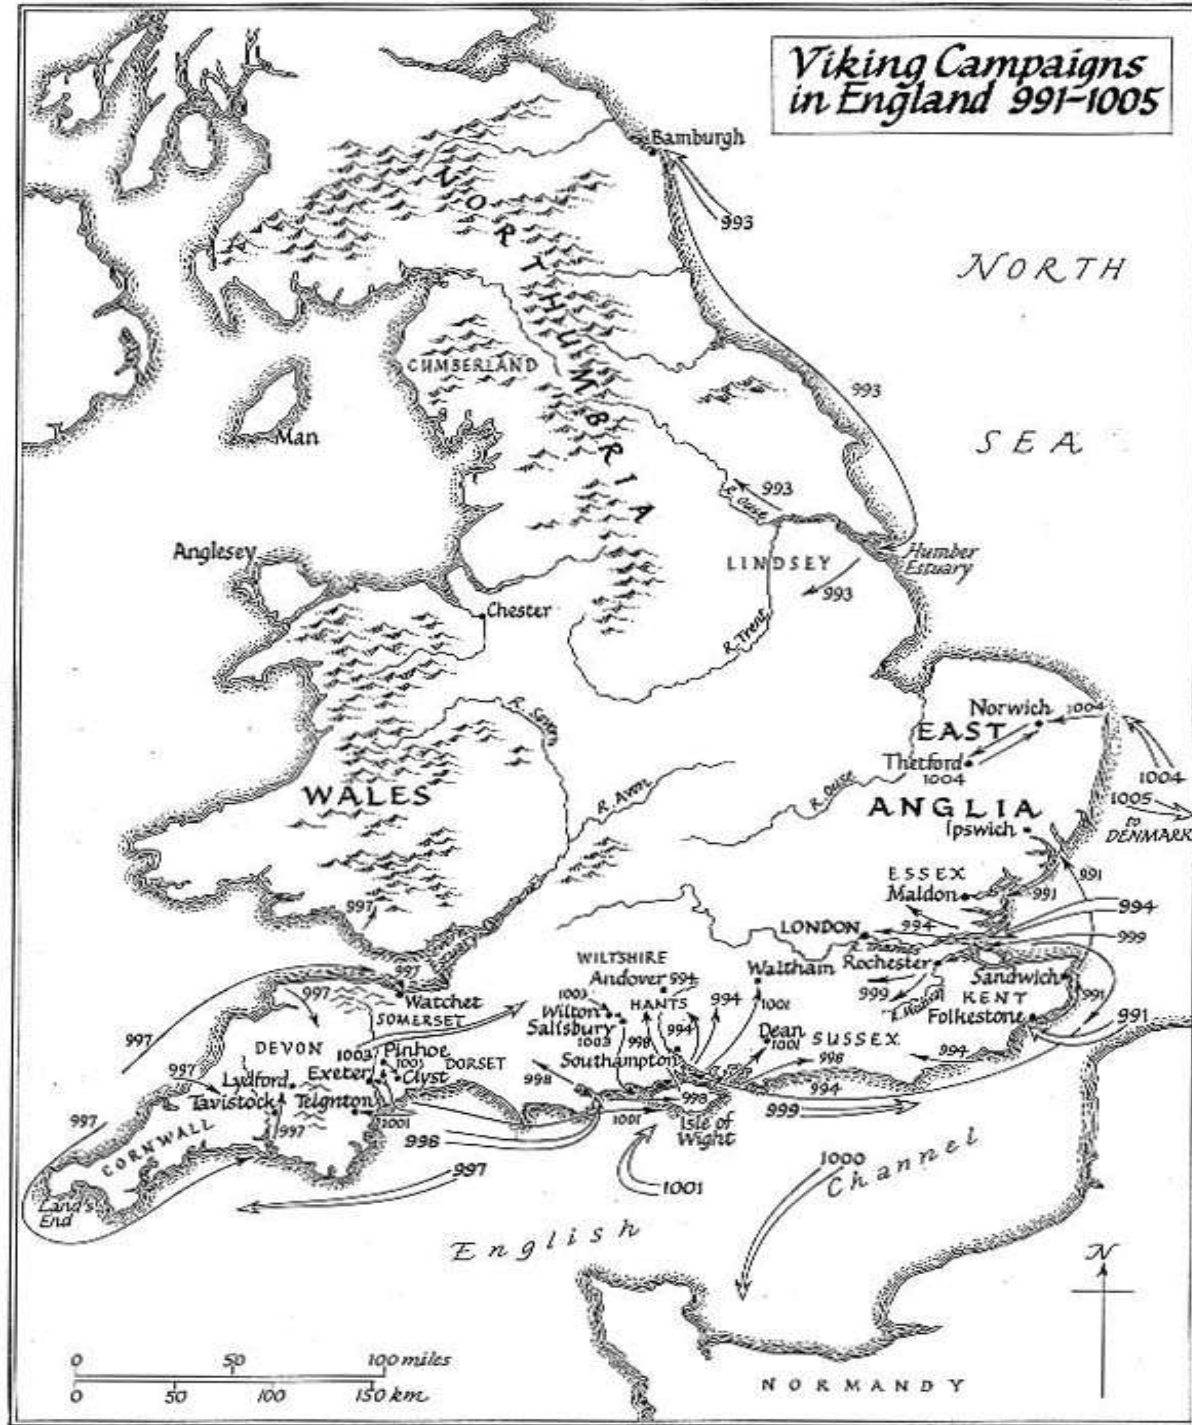 Viking Campaigns
in England 991-1005
Bamburgh
993
NORTHUMBRIA
NORTH
SEA
CUMBERLAND
993
Man
993
R. Ouse
Anglesey
LINDSEY
Humber
Estuary
993
Chester
R. Trent
R. Severn
Norwich
1004
EAST
Thetford
1004
1004
WALES
R. Avon
R. Ouse
1005
to
DENMARK
ANGLIA
Ipswich
ESSEX
991
Maldon
991
997
994
994
LONDON
R. Thames
999
WILTSHIRE
Rochester
Andover
994
Waltham
Sandwich
997
997
Watchet
1003
HANTS
994
1001
999
KENT
991
SOMERSET
Wilton
R. Medway
Folkestone
991
Salisbury
1003
998
994
Dean
1001
SUSSEX
997
DEVON
1003
Pinhoe
1001
DORSET
Southampton
998
994
997
Lydford
Exeter
Clyst
998
994
Tavistock
Teignton
998
999
997
1001
1001
Isle of
Wight
997
998
CORNWALL
997
1001
1000
Channel
Land's
End
English
N
0 50 100 miles
0 50 100 150 km.
NORMANDY